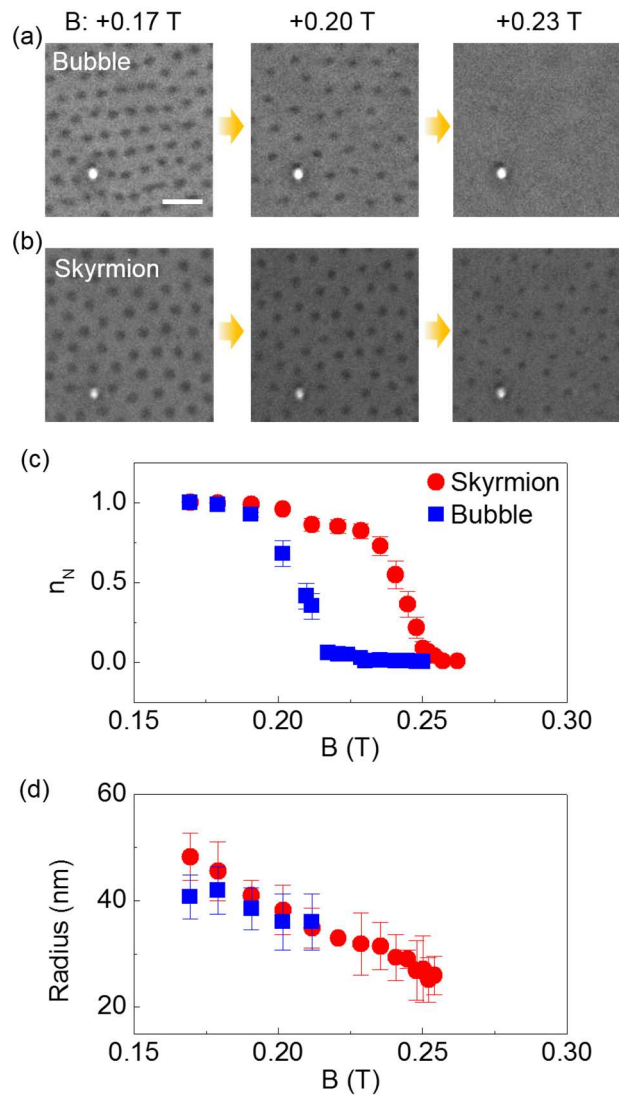 (a) B: +0.17 T +0.20 T +0.23 T
Bubble
(b)
Skyrmion
(c)
Skyrmion
Bubble
1.0
0.5
0.0
n_N
0.15 0.20 0.25 0.30
B (T)
(d)
60
40
20
Radius (nm)
0.15 0.20 0.25 0.30
B (T)